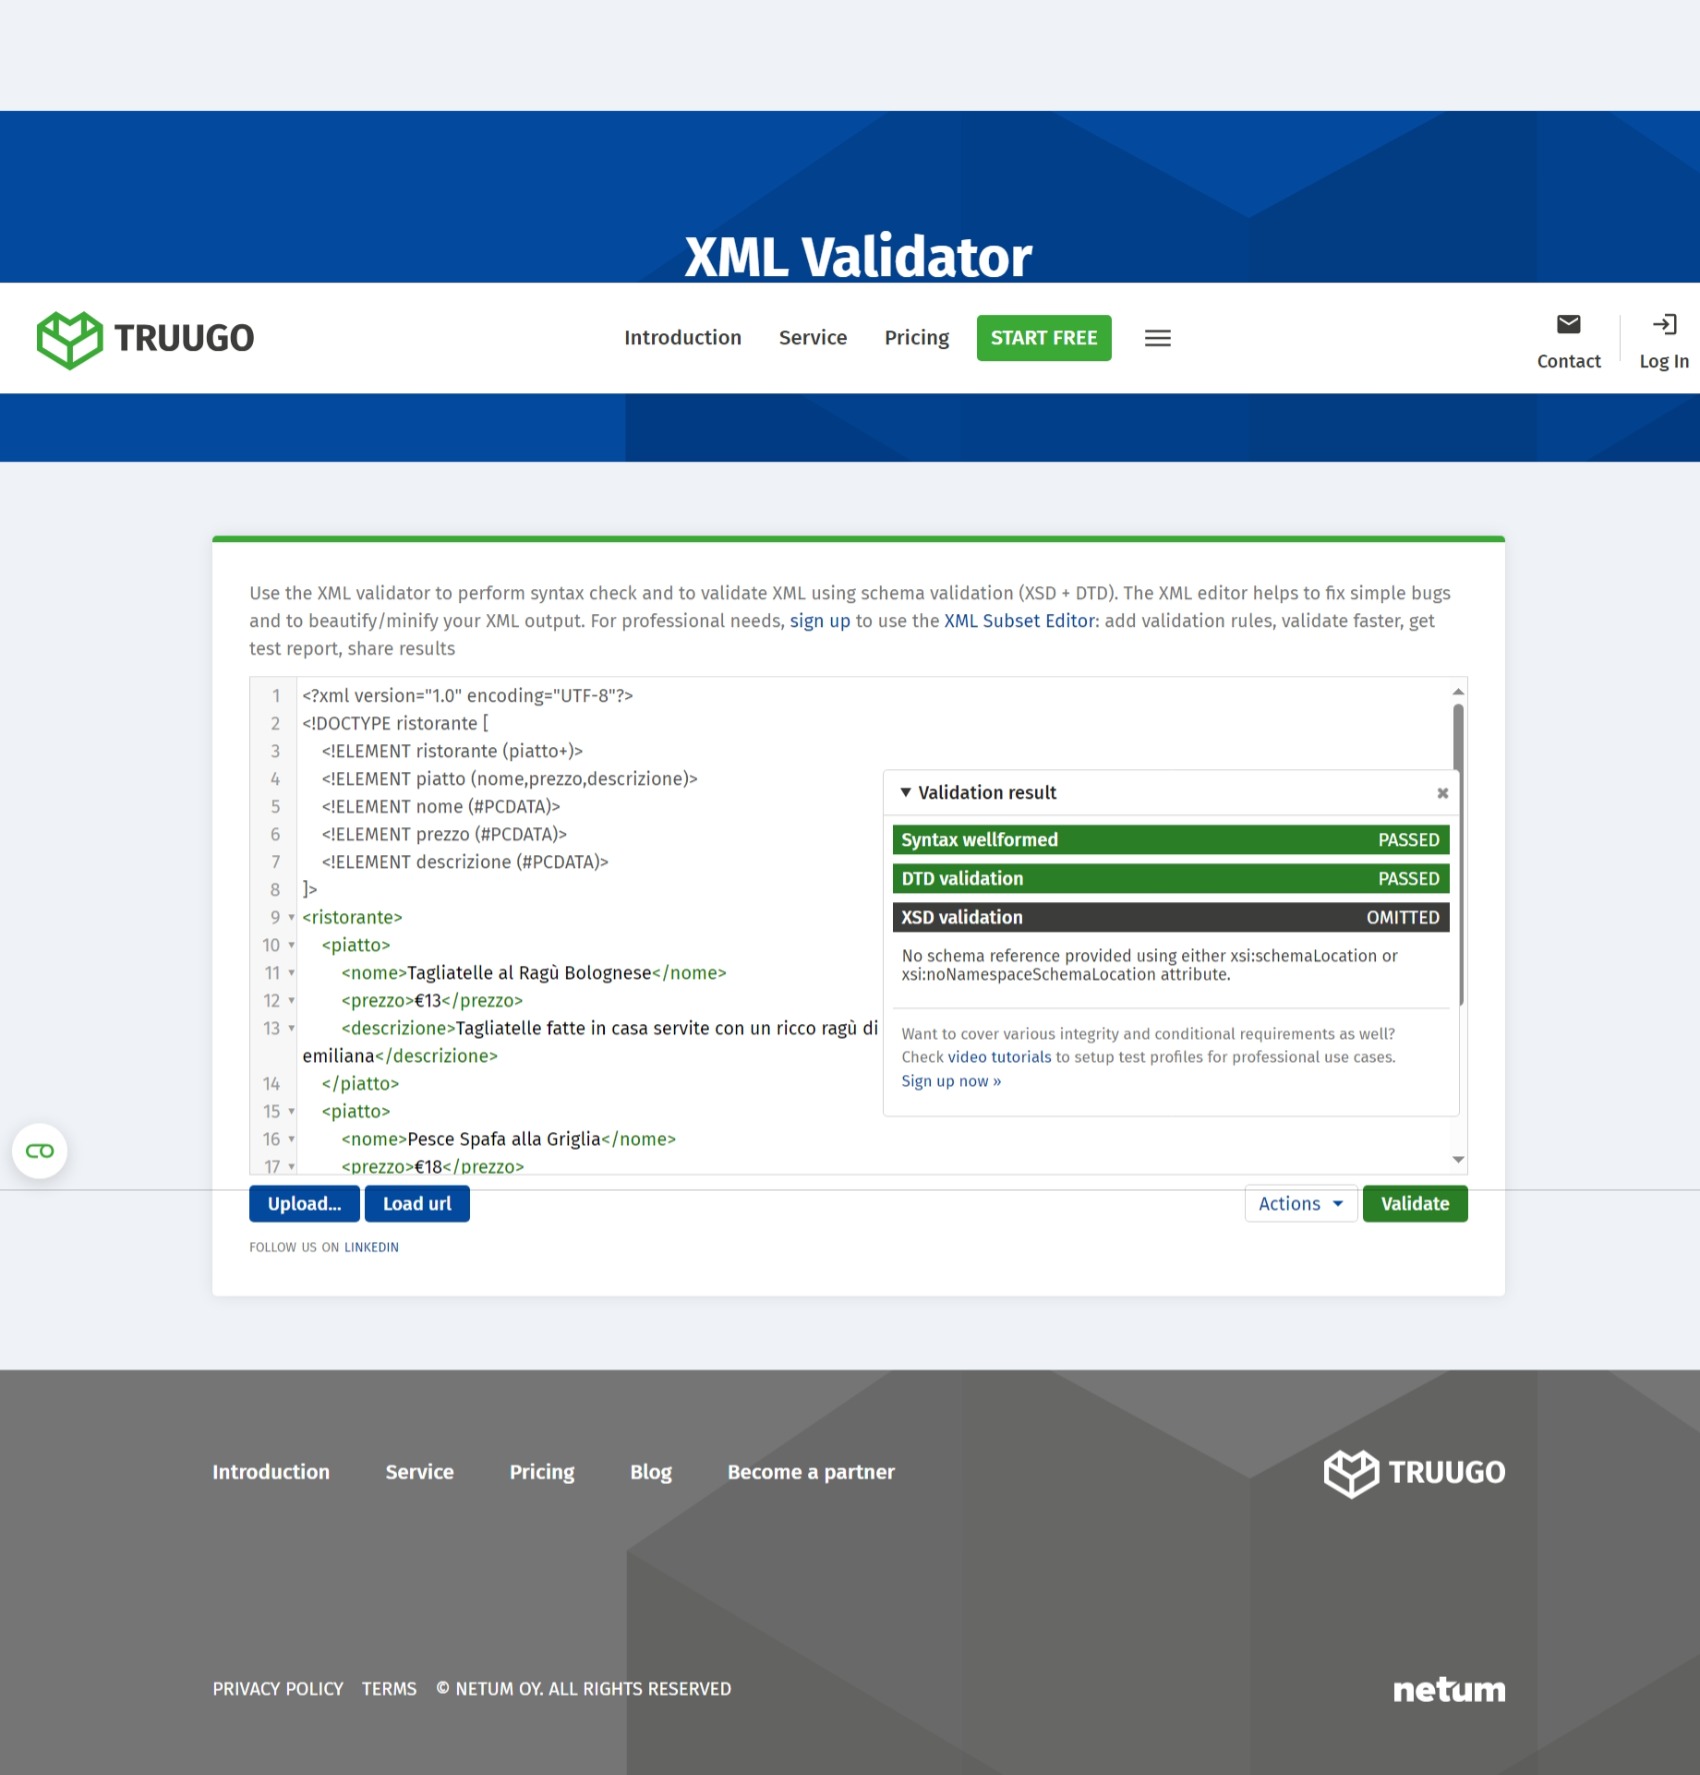 XML Validator
TRUUGO
Introduction
Service
Pricing
START FREE
Contact
Log In
Use the XML validator to perform syntax check and to validate XML using schema validation (XSD + DTD). The XML editor helps to fix simple bugs
and to beautify/minify your XML output. For professional needs, sign up to use the XML Subset Editor: add validation rules, validate faster, get
test report, share results
1 <?xml version="1.0" encoding="UTF-8"?>
2 <!DOCTYPE ristorante [
3 <!ELEMENT ristorante (piatto+)>
4 <!ELEMENT piatto (nome,prezzo,descrizione)>
5 <!ELEMENT nome (#PCDATA)>
6 <!ELEMENT prezzo (#PCDATA)>
7 <!ELEMENT descrizione (#PCDATA)>
8 ]>
9 <ristorante>
10 <piatto>
11 <nome>Tagliatelle al Ragù Bolognese</nome>
12 <prezzo>€13</prezzo>
13 <descrizione>Tagliatelle fatte in casa servite con un ricco ragù di
emiliana</descrizione>
14 </piatto>
15 <piatto>
16 <nome>Pesce Spafa alla Griglia</nome>
17 <prezzo>€18</prezzo>
▼ Validation result
Syntax wellformed PASSED
DTD validation PASSED
XSD validation OMITTED
No schema reference provided using either xsi:schemaLocation or
xsi:noNamespaceSchemaLocation attribute.
Want to cover various integrity and conditional requirements as well?
Check video tutorials to setup test profiles for professional use cases.
Sign up now »
Upload...
Load url
Actions
Validate
FOLLOW US ON LINKEDIN
Introduction
Service
Pricing
Blog
Become a partner
TRUUGO
PRIVACY POLICY TERMS © NETUM OY. ALL RIGHTS RESERVED
netum